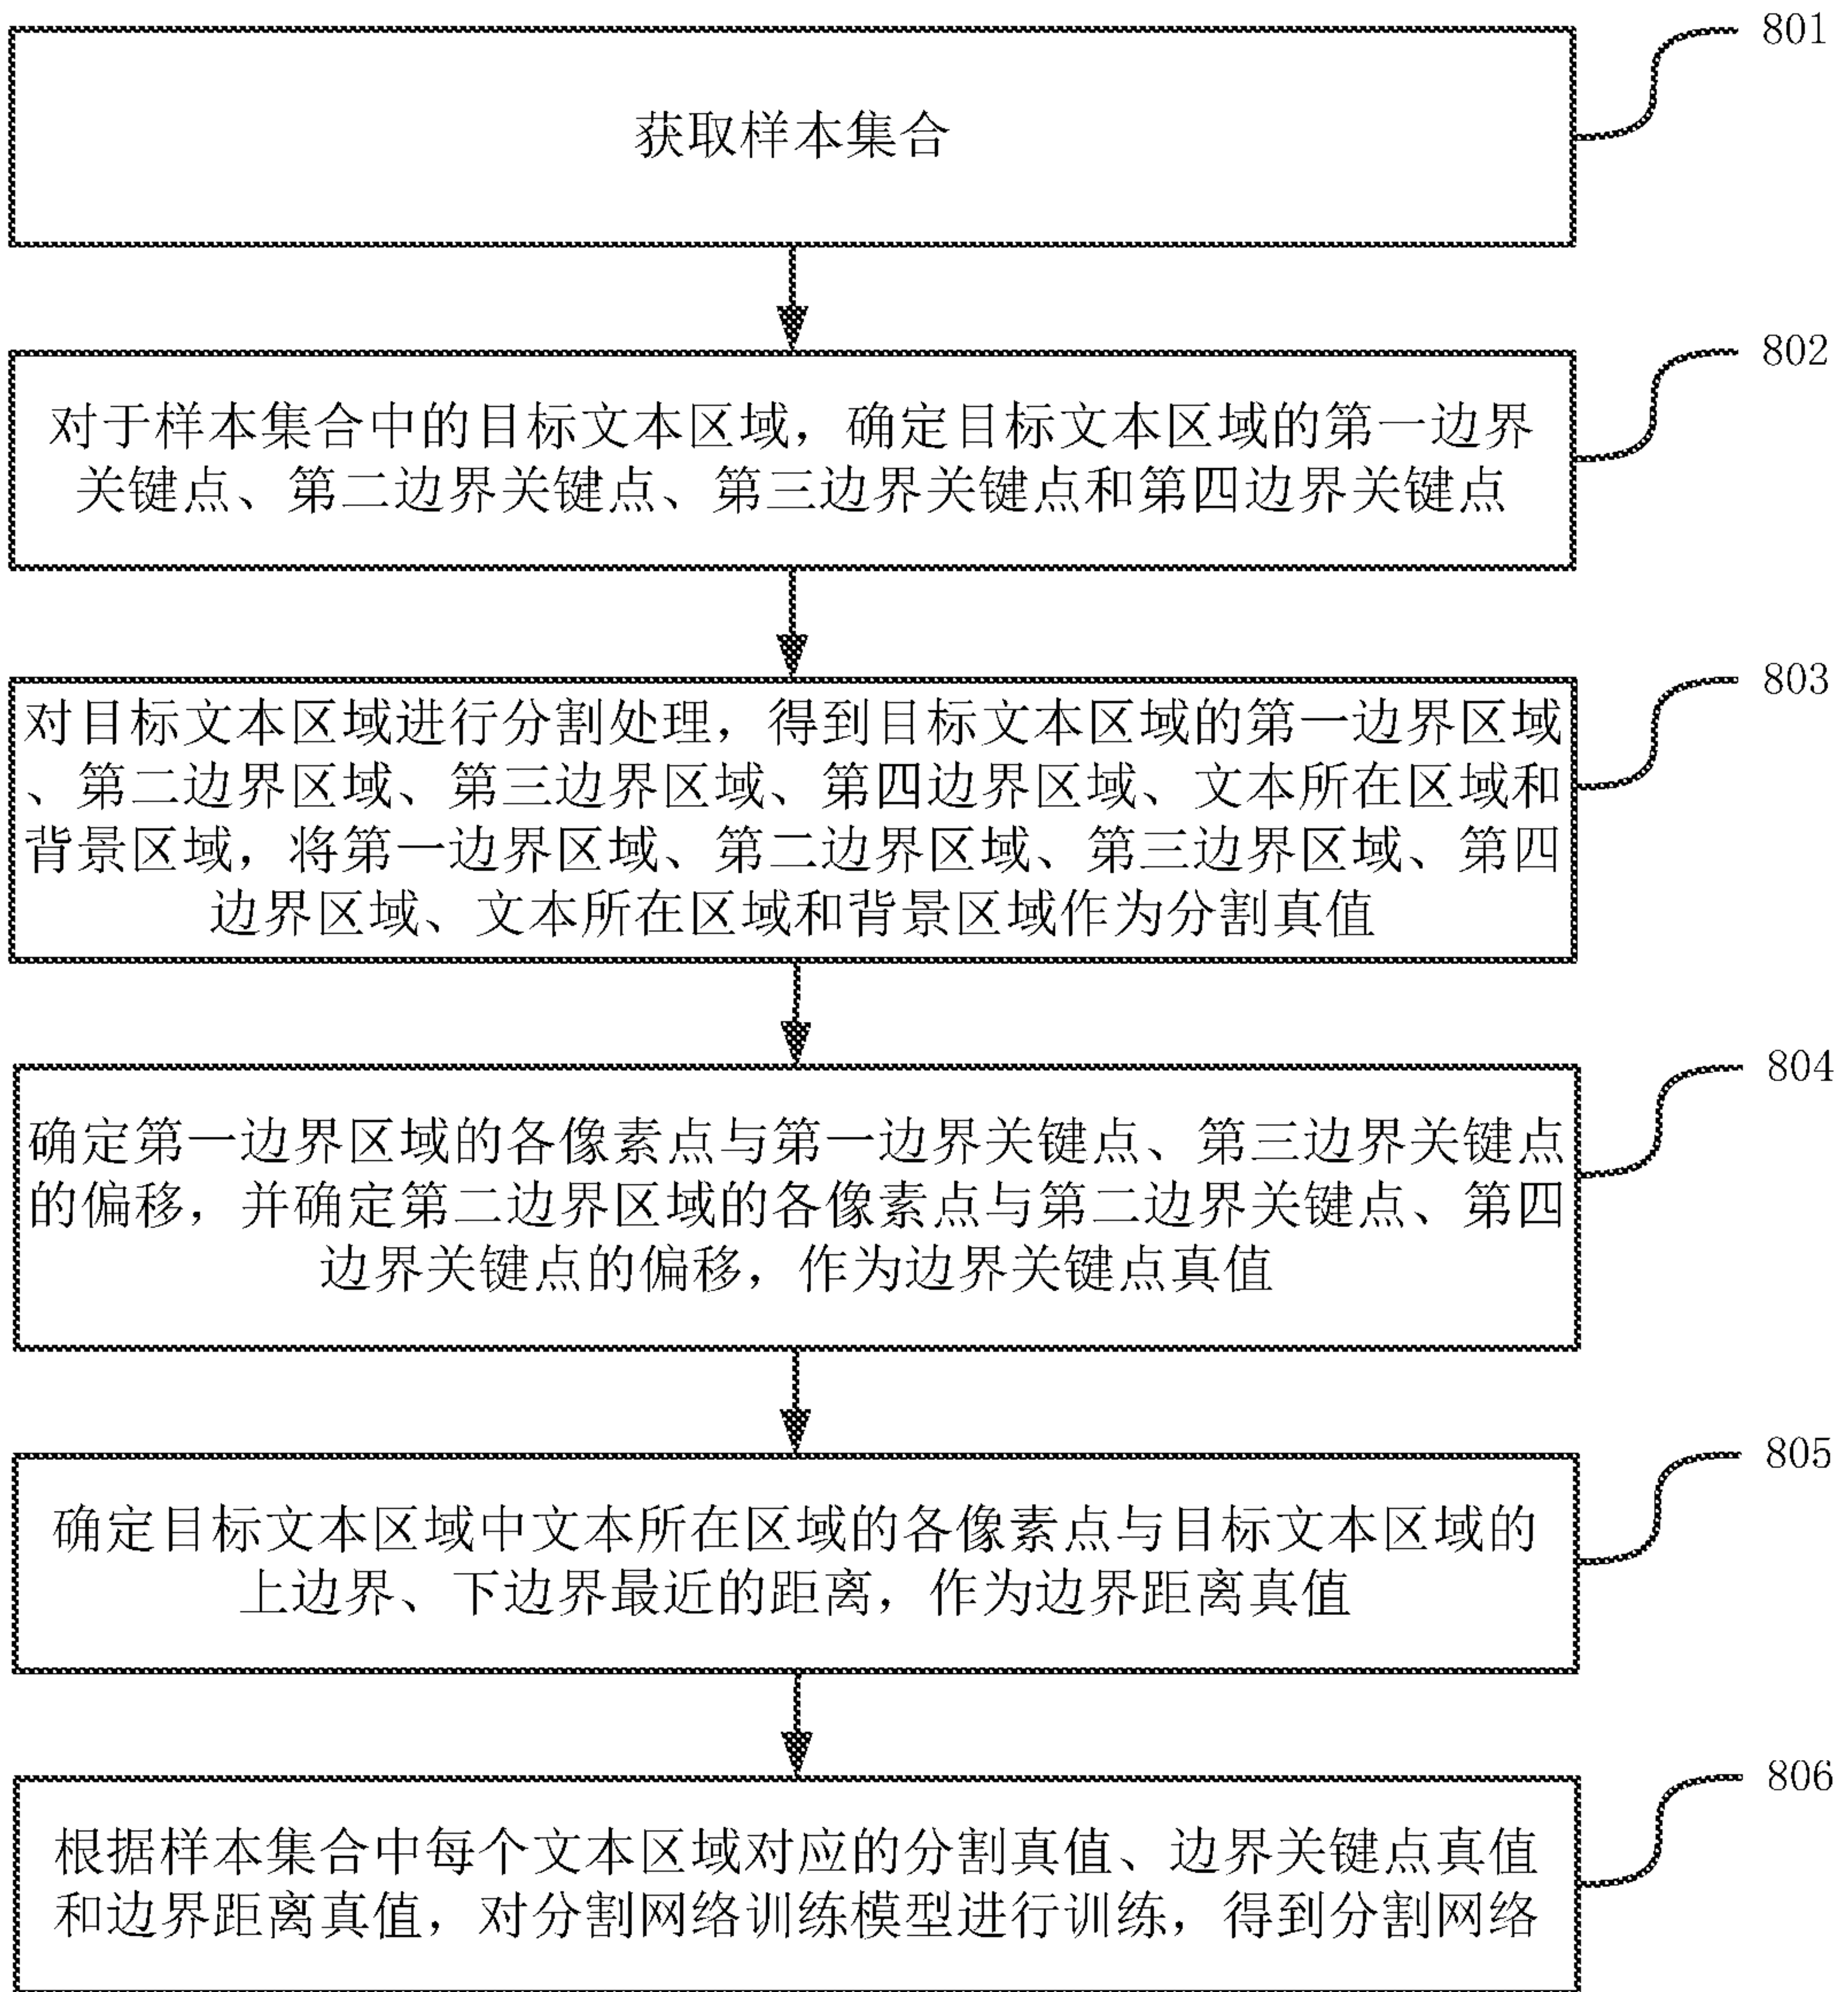 801
获取样本集合
802
对于样本集合中的目标文本区域，确定目标文本区域的第一边界
关键点、第二边界关键点、第三边界关键点和第四边界关键点
803
对目标文本区域进行分割处理，得到目标文本区域的第一边界区域
、第二边界区域、第三边界区域、第四边界区域、文本所在区域和
背景区域，将第一边界区域、第二边界区域、第三边界区域、第四
边界区域、文本所在区域和背景区域作为分割真值
804
确定第一边界区域的各像素点与第一边界关键点、第三边界关键点
的偏移，并确定第二边界区域的各像素点与第二边界关键点、第四
边界关键点的偏移，作为边界关键点真值
805
确定目标文本区域中文本所在区域的各像素点与目标文本区域的
上边界、下边界最近的距离，作为边界距离真值
806
根据样本集合中每个文本区域对应的分割真值、边界关键点真值
和边界距离真值，对分割网络训练模型进行训练，得到分割网络